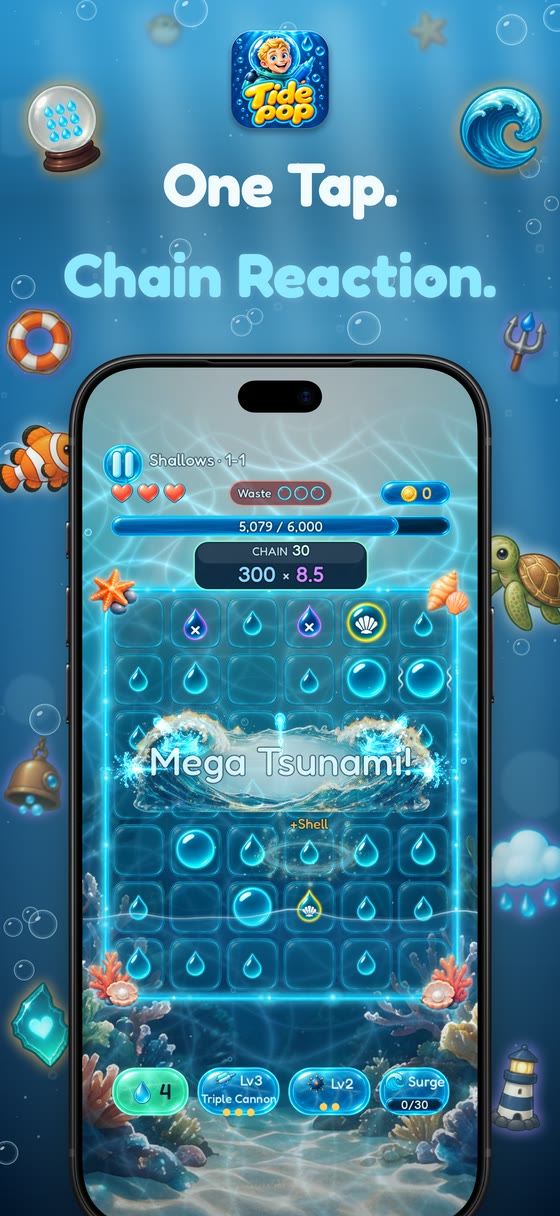 Tide
pop
One Tap.
Chain Reaction.
Shallows · 1-1
Waste
0
5,079 / 6,000
CHAIN 30
300 × 8.5
Mega Tsunami!
+Shell
4
Lv3
Triple Cannon
Lv2
Surge
0/30